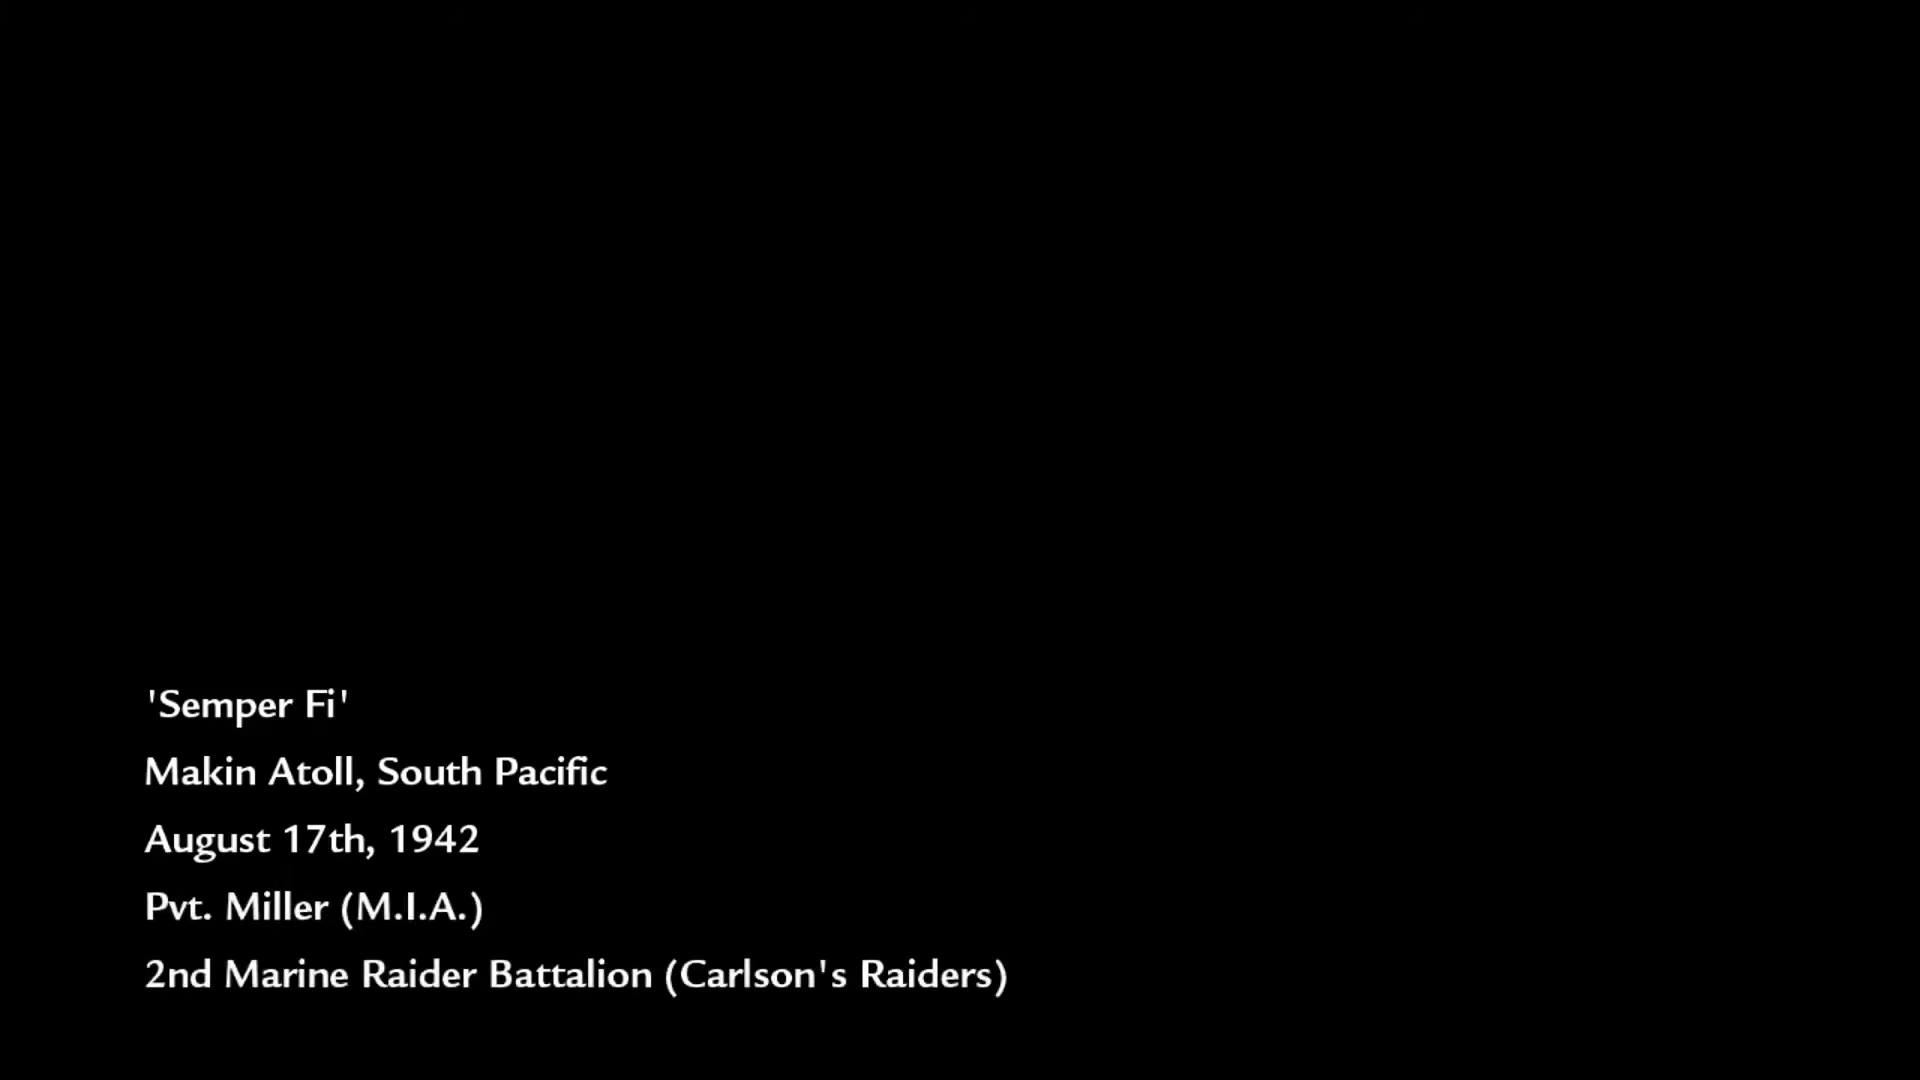 'Semper Fi'
Makin Atoll, South Pacific
August 17th, 1942
Pvt. Miller (M.I.A.)
2nd Marine Raider Battalion (Carlson's Raiders)